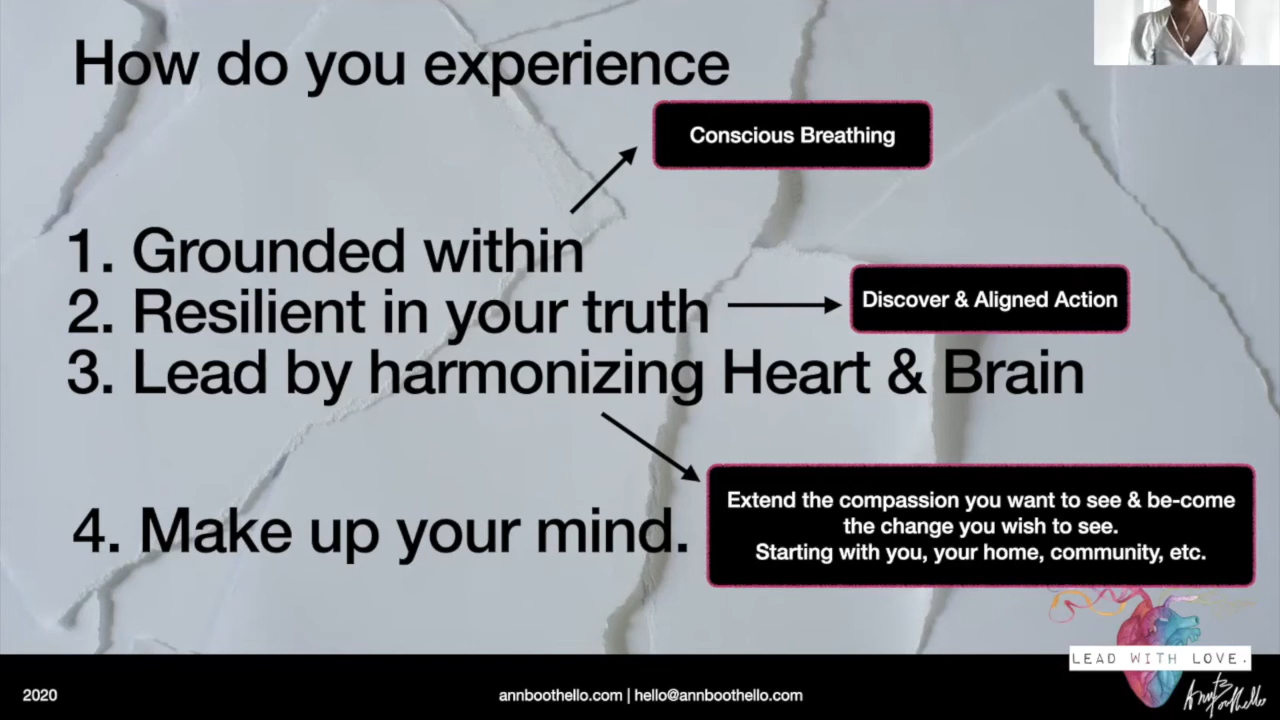 How do you experience
Conscious Breathing
1. Grounded within
2. Resilient in your truth
Discover & Aligned Action
3. Lead by harmonizing Heart & Brain
4. Make up your mind.
Extend the compassion you want to see & be-come
the change you wish to see.
Starting with you, your home, community, etc.
LEAD WITH LOVE.
2020
annboothello.com | hello@annboothello.com